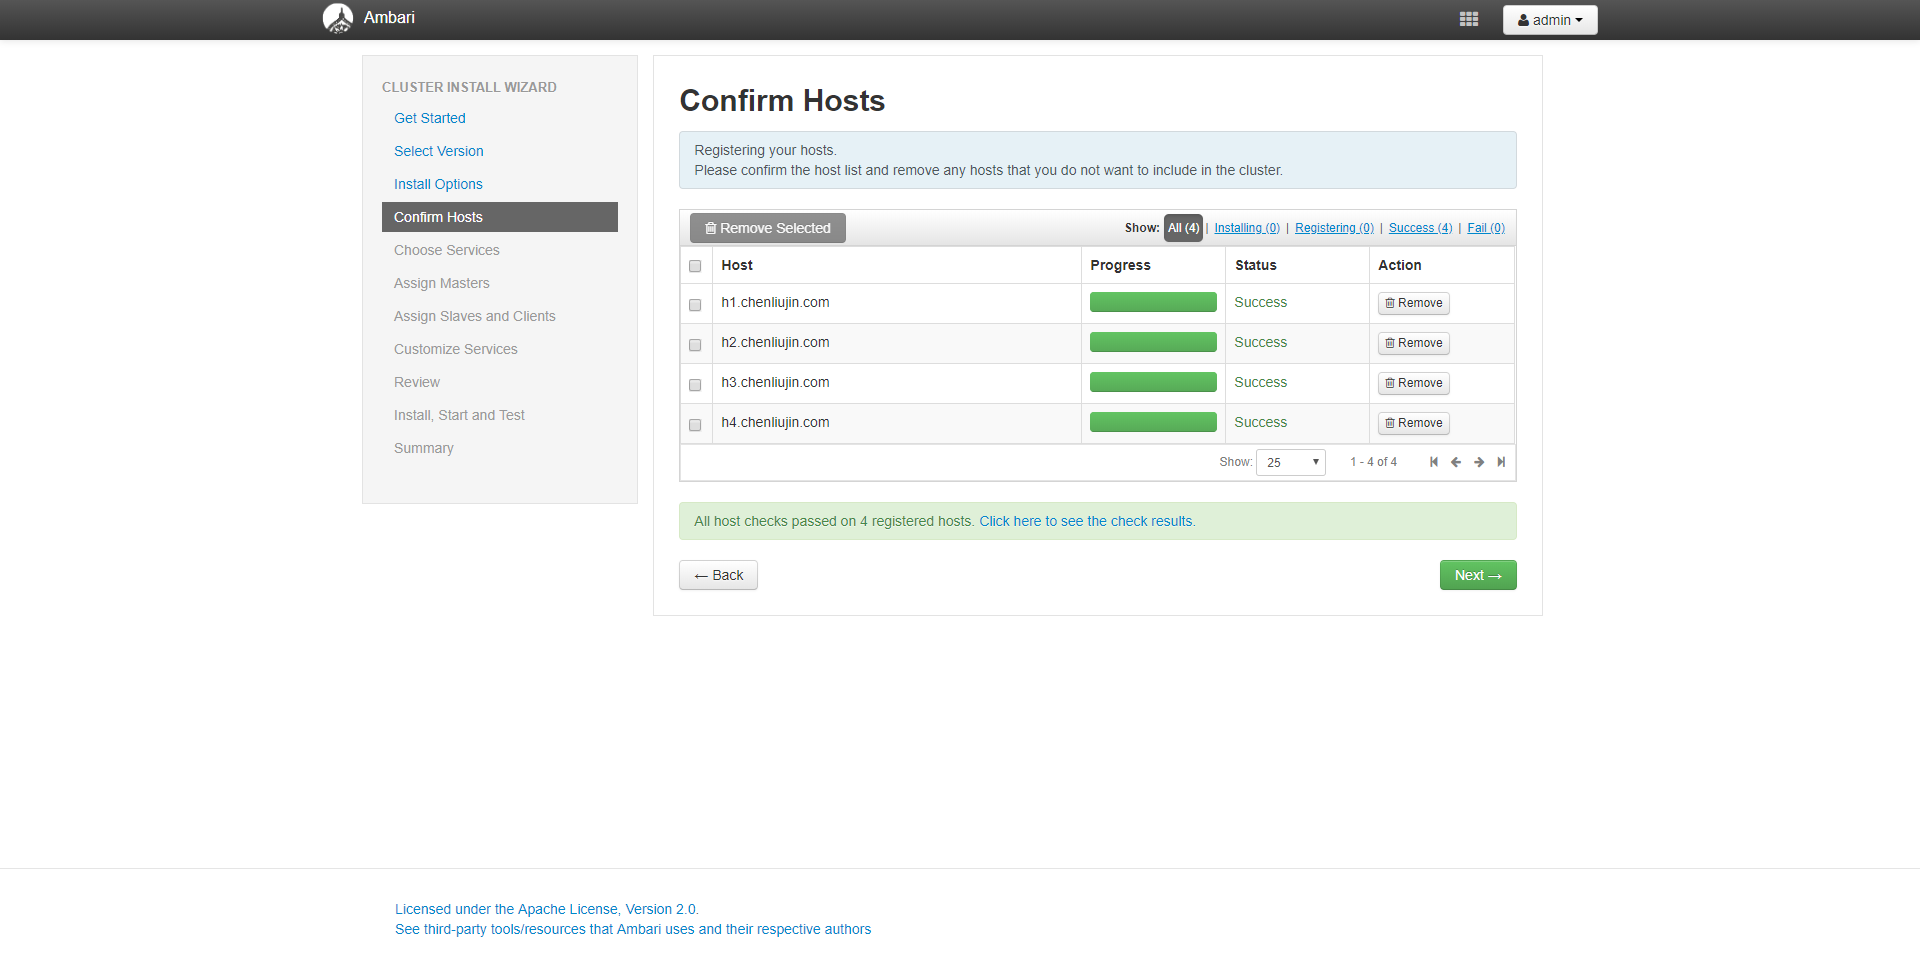 Ambari
admin
CLUSTER INSTALL WIZARD
Get Started
Select Version
Install Options
Confirm Hosts
Choose Services
Assign Masters
Assign Slaves and Clients
Customize Services
Review
Install, Start and Test
Summary
Confirm Hosts
Registering your hosts.
Please confirm the host list and remove any hosts that you do not want to include in the cluster.
Remove Selected Show: All (4) | Installing (0) | Registering (0) | Success (4) | Fail (0)
Host Progress Status Action
h1.chenliujin.com Success Remove
h2.chenliujin.com Success Remove
h3.chenliujin.com Success Remove
h4.chenliujin.com Success Remove
Show: 25 1 - 4 of 4
All host checks passed on 4 registered hosts. Click here to see the check results.
← Back Next →
Licensed under the Apache License, Version 2.0.
See third-party tools/resources that Ambari uses and their respective authors